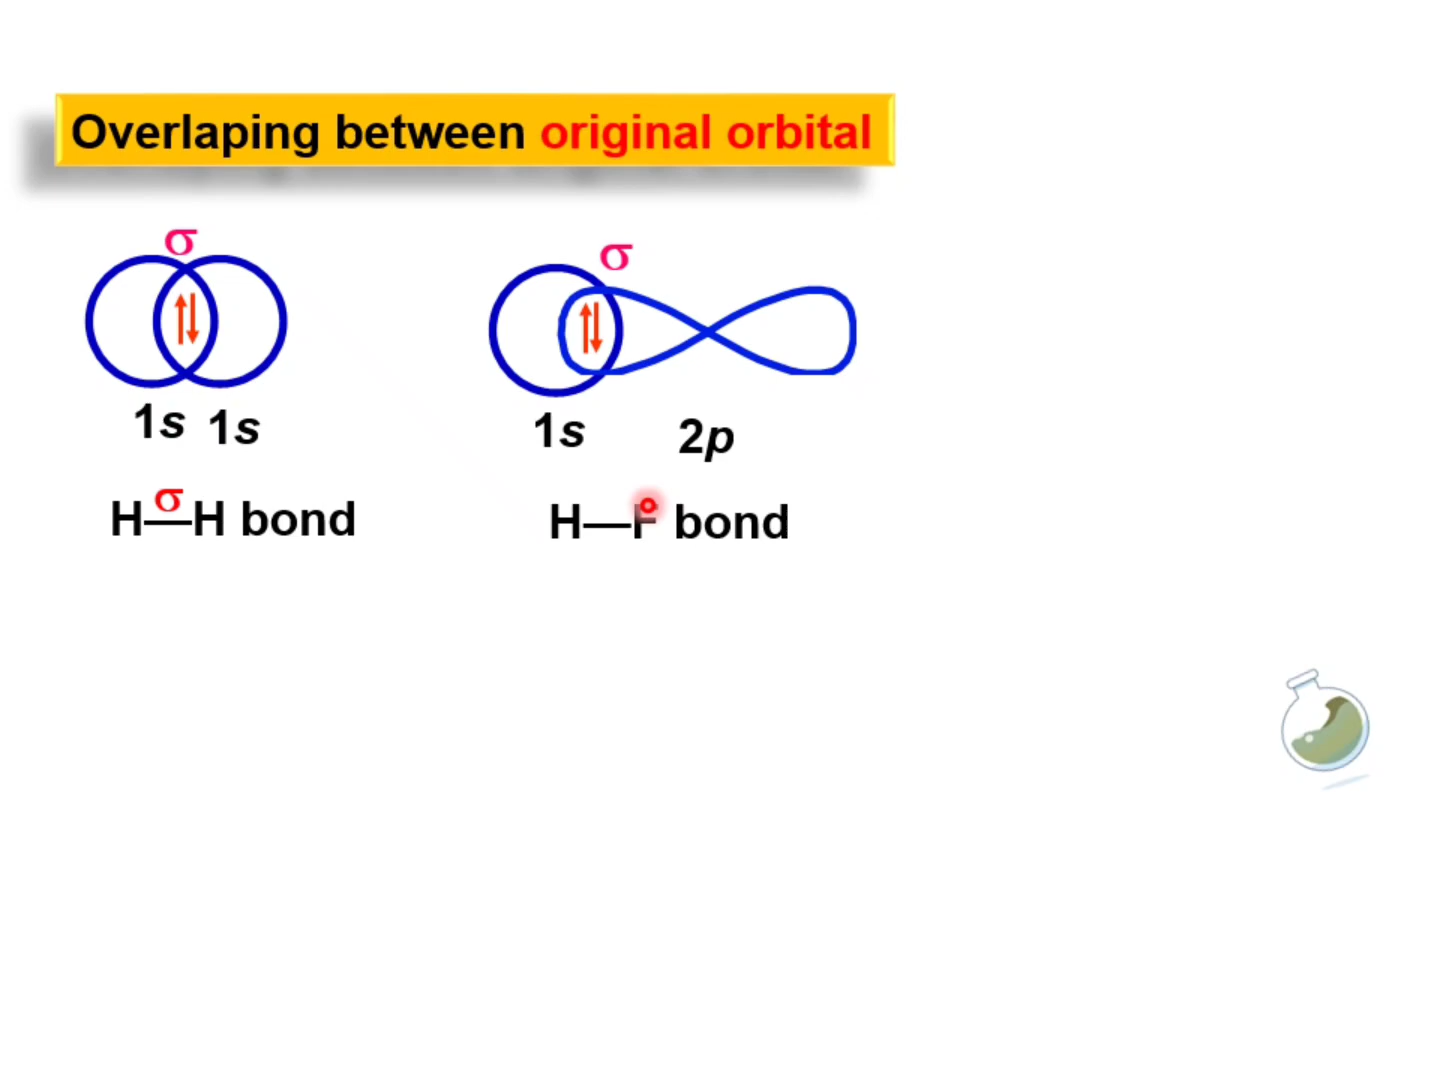 Overlaping between original orbital
σ
σ
1s 1s
1s 2p
σ
H—H bond
H—F bond